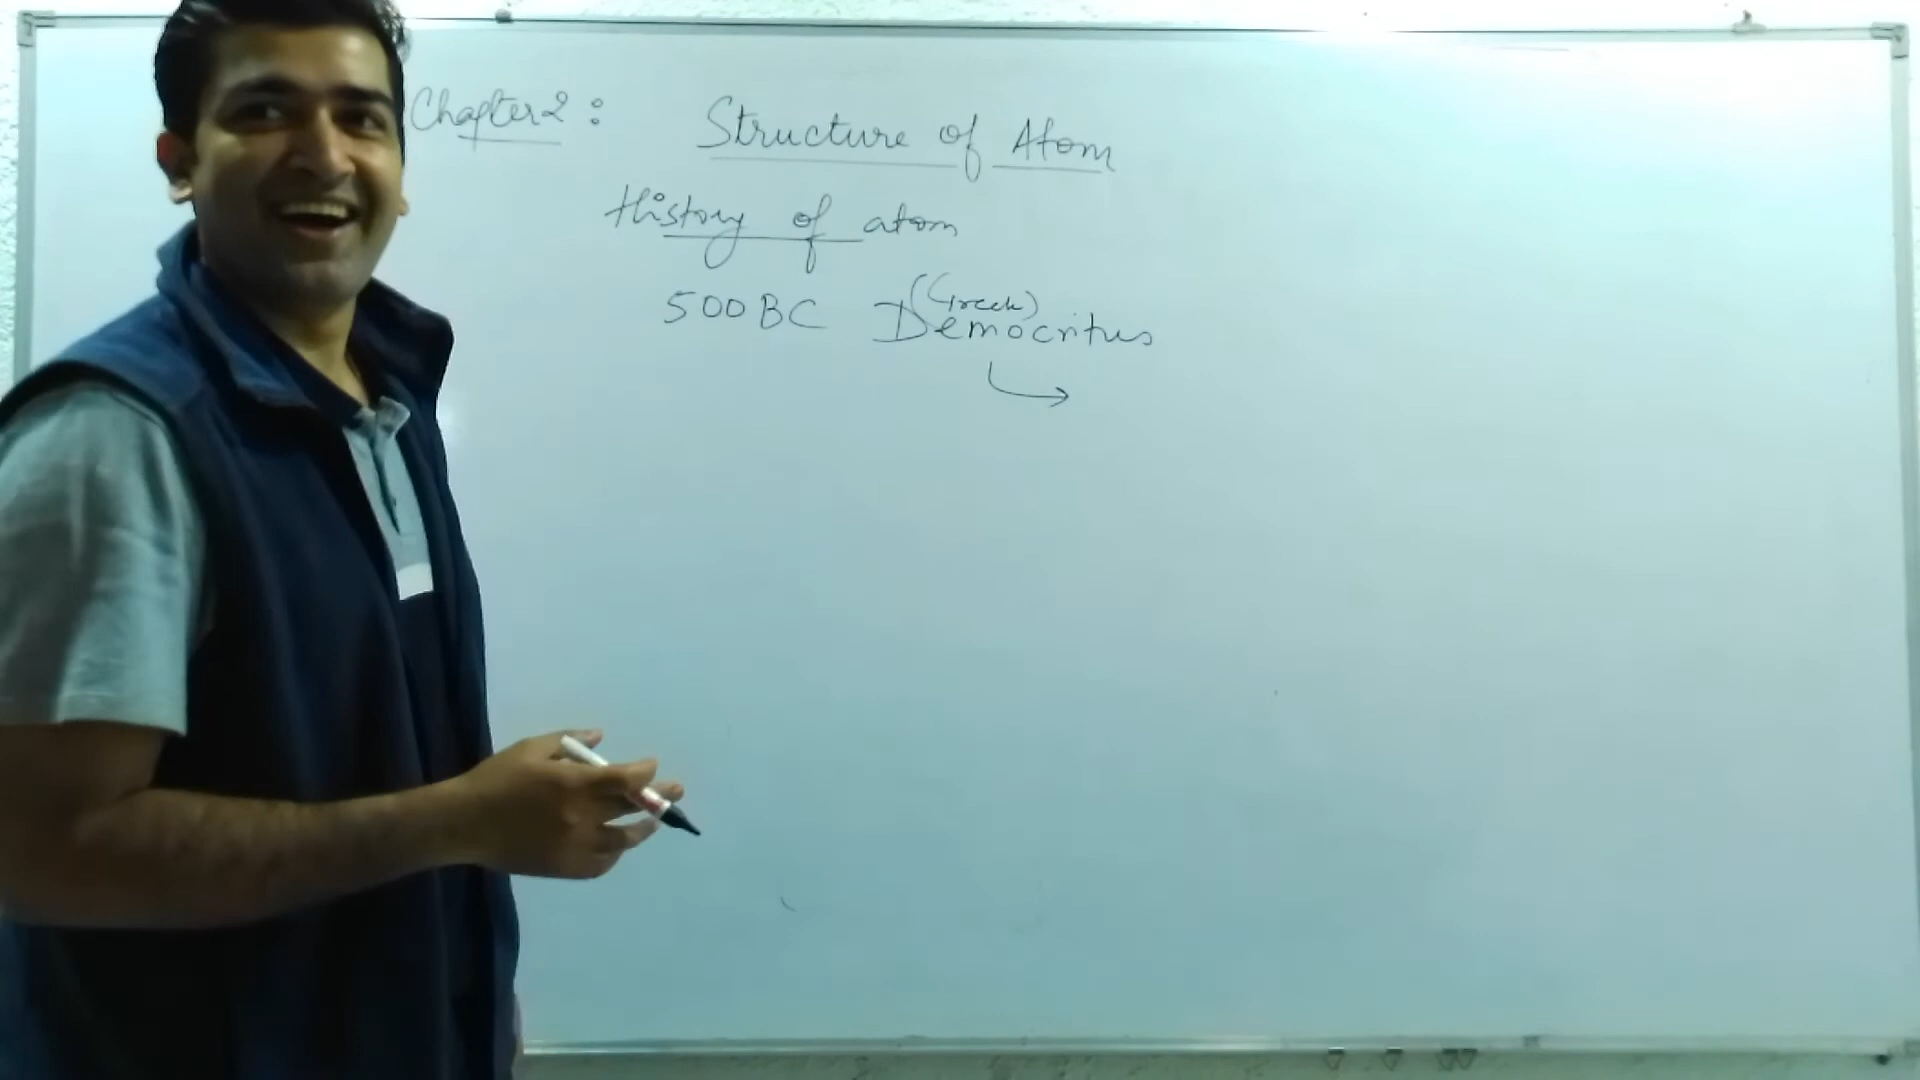 Chapter 2 : Structure of Atom
History of atom
(Greek)
500 BC Democritus